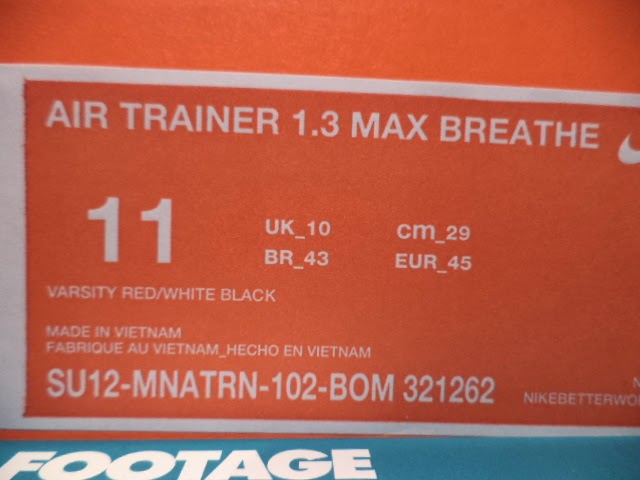 AIR TRAINER 1.3 MAX BREATHE
11
UK_10 cm_29
BR_43 EUR_45
VARSITY RED/WHITE BLACK
MADE IN VIETNAM
FABRIQUE AU VIETNAM_HECHO EN VIETNAM
SU12-MNATRN-102-BOM 321262
FOOTAGE